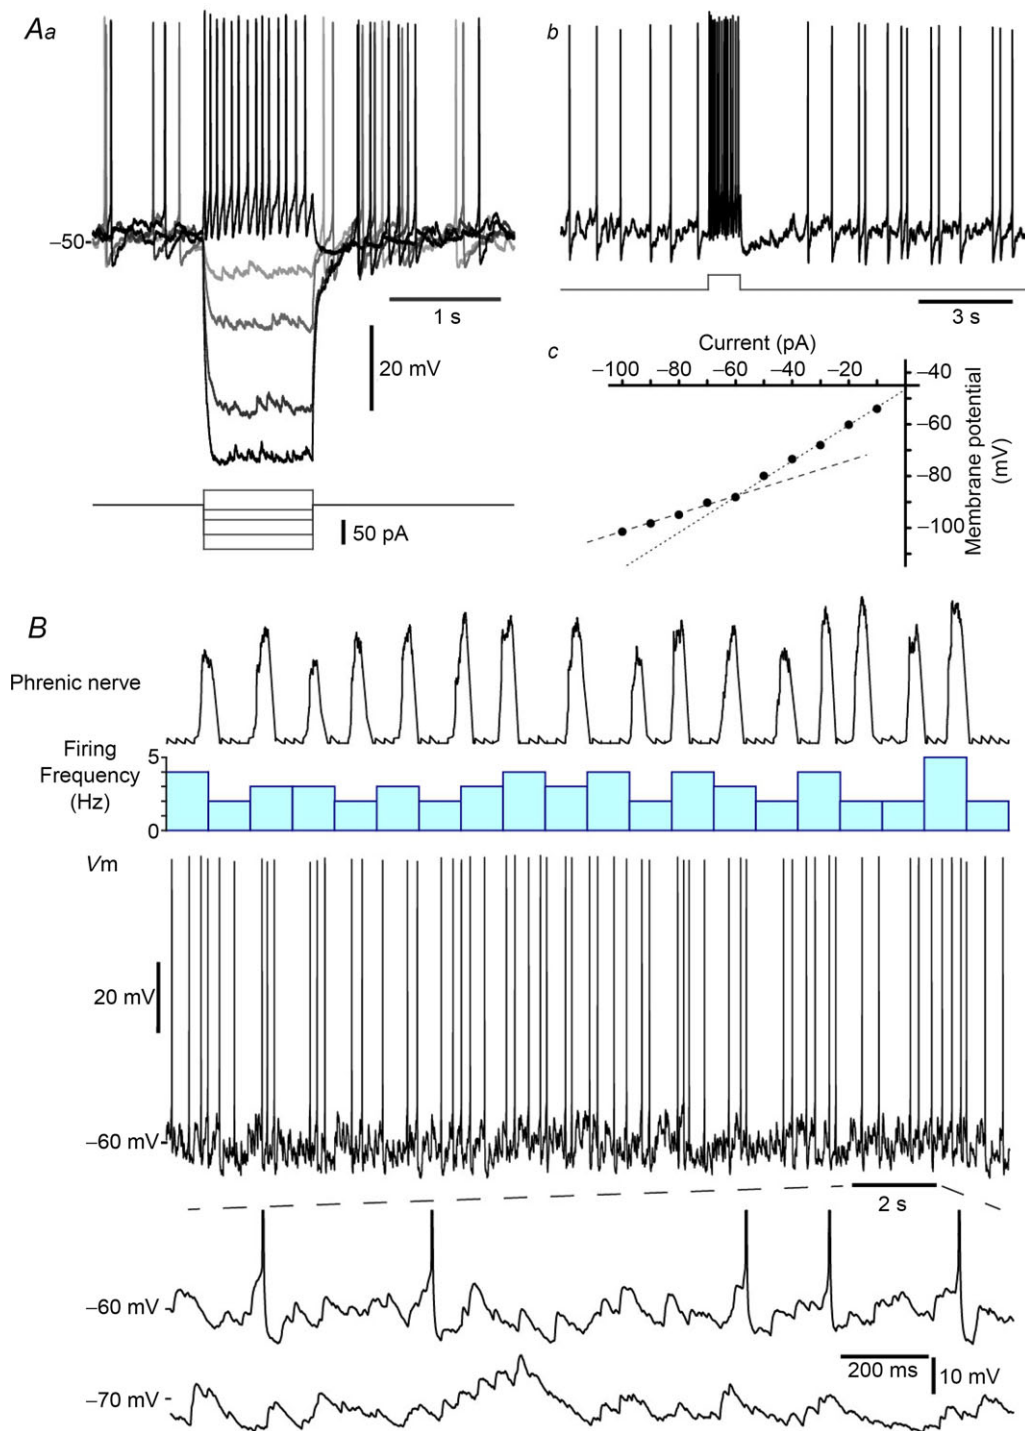 Aa
b
−50
1 s
20 mV
50 pA
3 s
c
Current (pA)
−100 −80 −60 −40 −20
−40
−60
−80
−100
Membrane potential
(mV)
B
Phrenic nerve
Firing
Frequency
(Hz)
5
0
Vm
20 mV
−60 mV
2 s
−60 mV
200 ms
10 mV
−70 mV